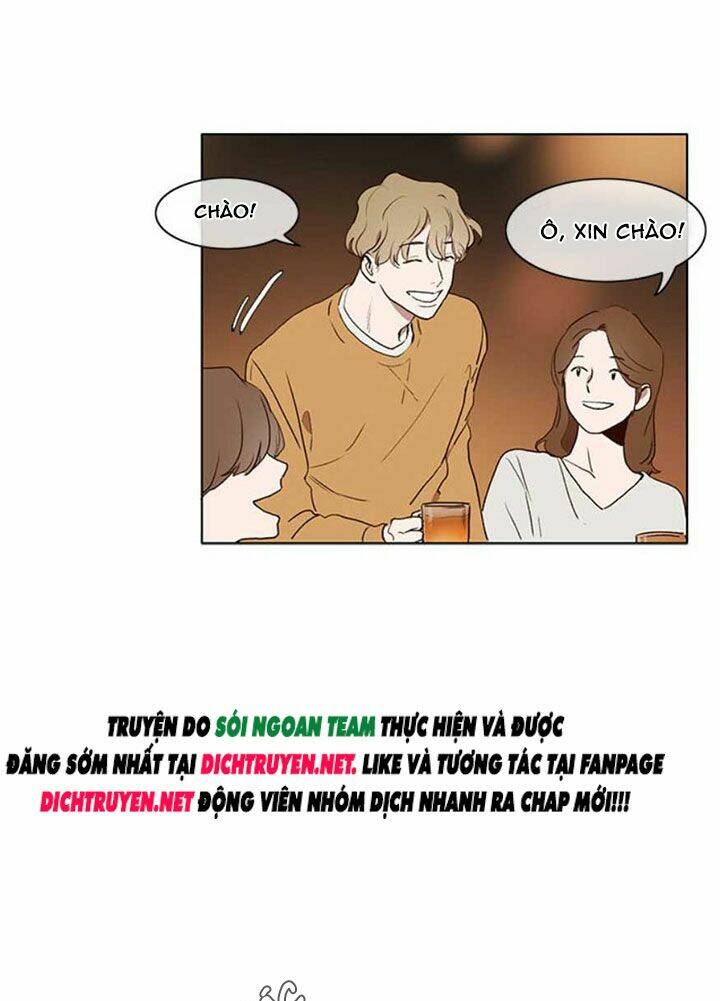 CHÀO!
Ô, XIN CHÀO!
TRUYỆN DO SÓI NGOAN TEAM THỰC HIỆN VÀ ĐƯỢC
ĐĂNG SỚM NHẤT TẠI DICHTRUYEN.NET. LIKE VÀ TƯƠNG TÁC TẠI FANPAGE
DICHTRUYEN.NET ĐỘNG VIÊN NHÓM DỊCH NHANH RA CHAP MỚI!!!